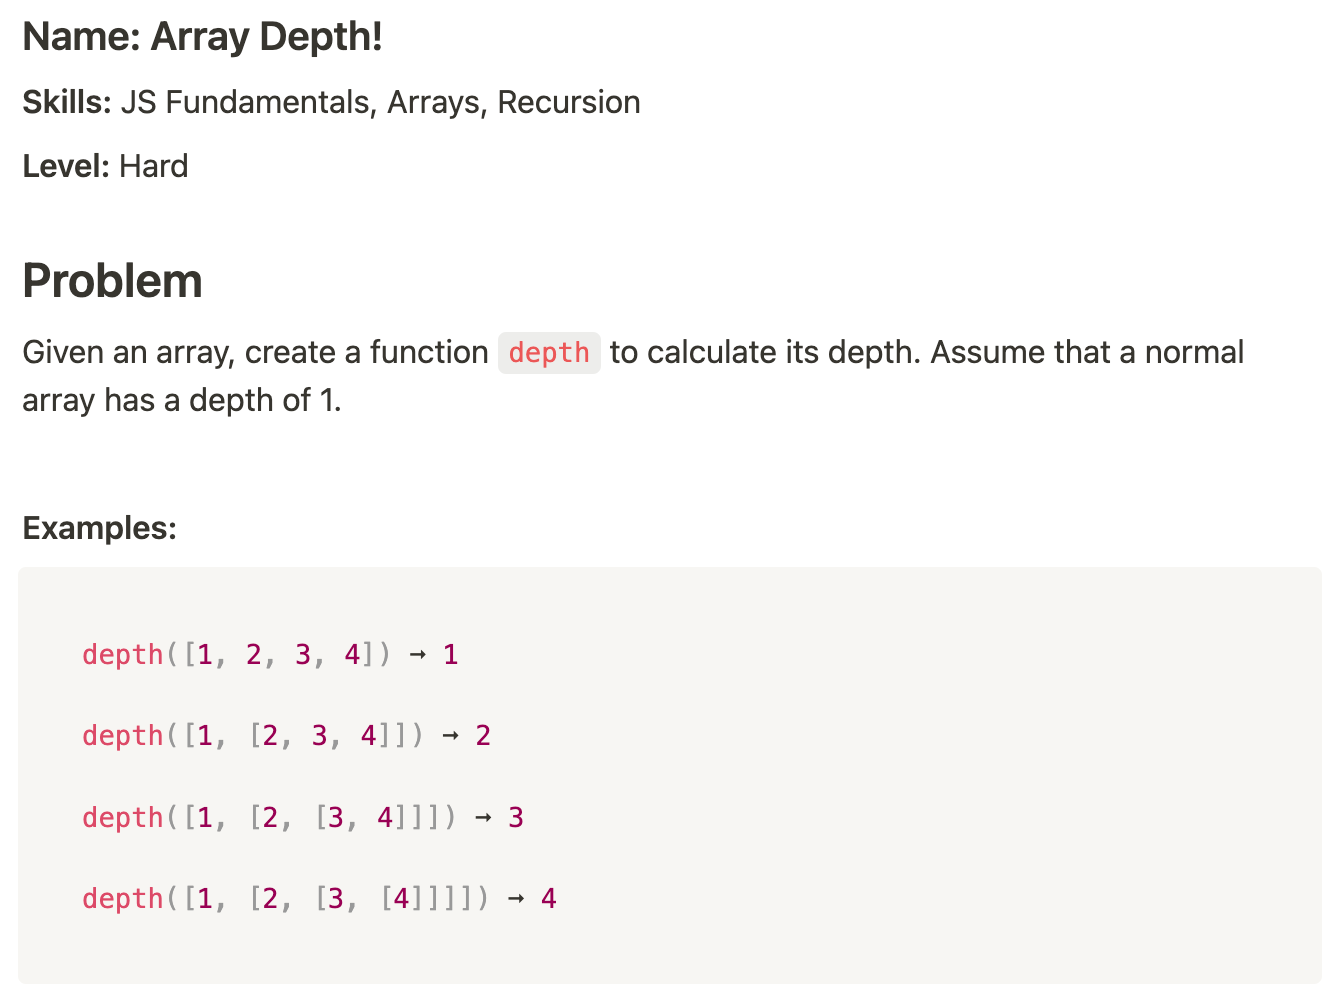 Name: Array Depth!
Skills: JS Fundamentals, Arrays, Recursion
Level: Hard
Problem
Given an array, create a function depth to calculate its depth. Assume that a normal
array has a depth of 1.
Examples:
depth([1, 2, 3, 4]) → 1
depth([1, [2, 3, 4]]) → 2
depth([1, [2, [3, 4]]]) → 3
depth([1, [2, [3, [4]]]]) → 4